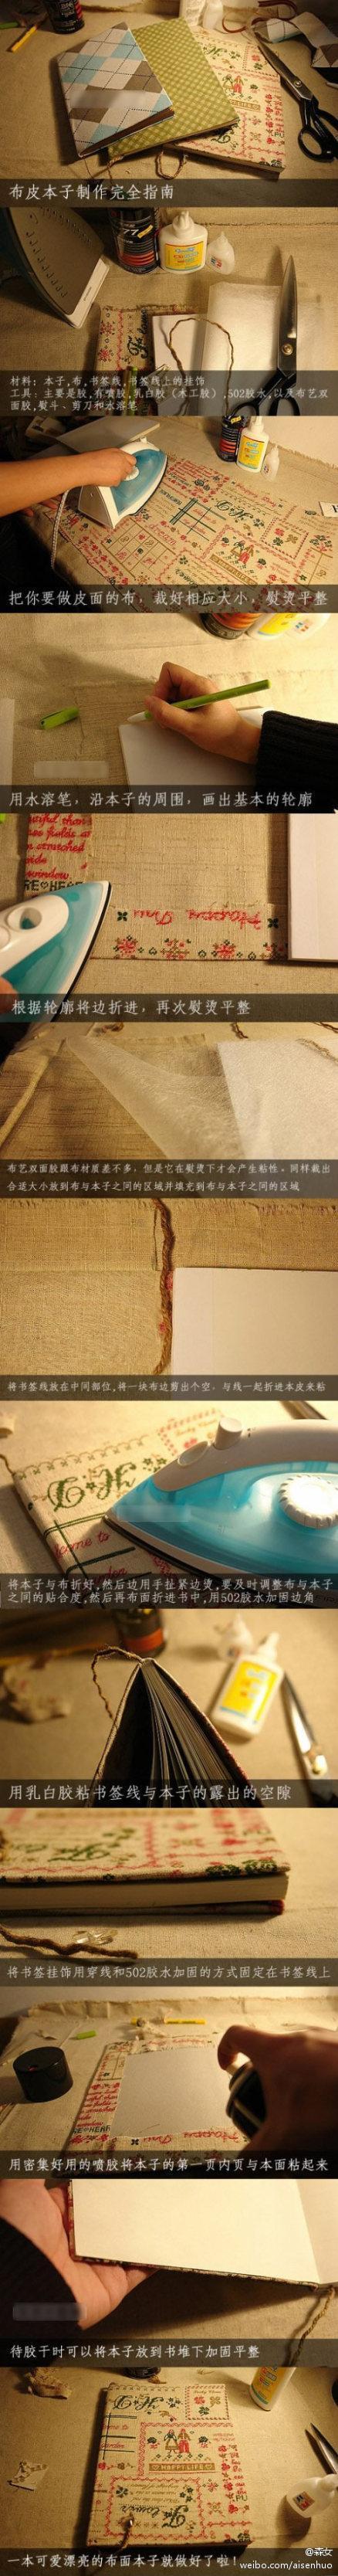 布皮本子制作完全指南
材料：本子,布,书签线,书签线上的挂饰
工具：主要是胶,有喷胶,乳白胶（木工胶）,502胶水,以及布艺双
面胶,熨斗、剪刀和水溶笔
把你要做皮面的布，裁好相应大小，熨烫平整
用水溶笔，沿本子的周围，画出基本的轮廓
根据轮廓将边折进，再次熨烫平整
布艺双面胶跟布材质差不多，但是它在熨烫下才会产生粘性。同样裁出
合适大小放到布与本子之间的区域并填充到布与本子之间的区域
将书签线放在中间部位,将一块布边剪出个空，与线一起折进本皮来粘
将本子与布折好,然后边用手扯紧边烫,要及时调整布与本子
之间的贴合度,然后再布面折进书中,用502胶水加固边角
用乳白胶粘书签线与本子的露出的空隙
将书签挂饰用穿线和502胶水加固的方式固定在书签线上
用密集好用的喷胶将本子的第一页内页与本面粘起来
待胶干时可以将本子放到书堆下加固平整
HAPPY LIFE
一本可爱漂亮的布面本子就做好了啦！
@森女
weibo.com/aisenhuo